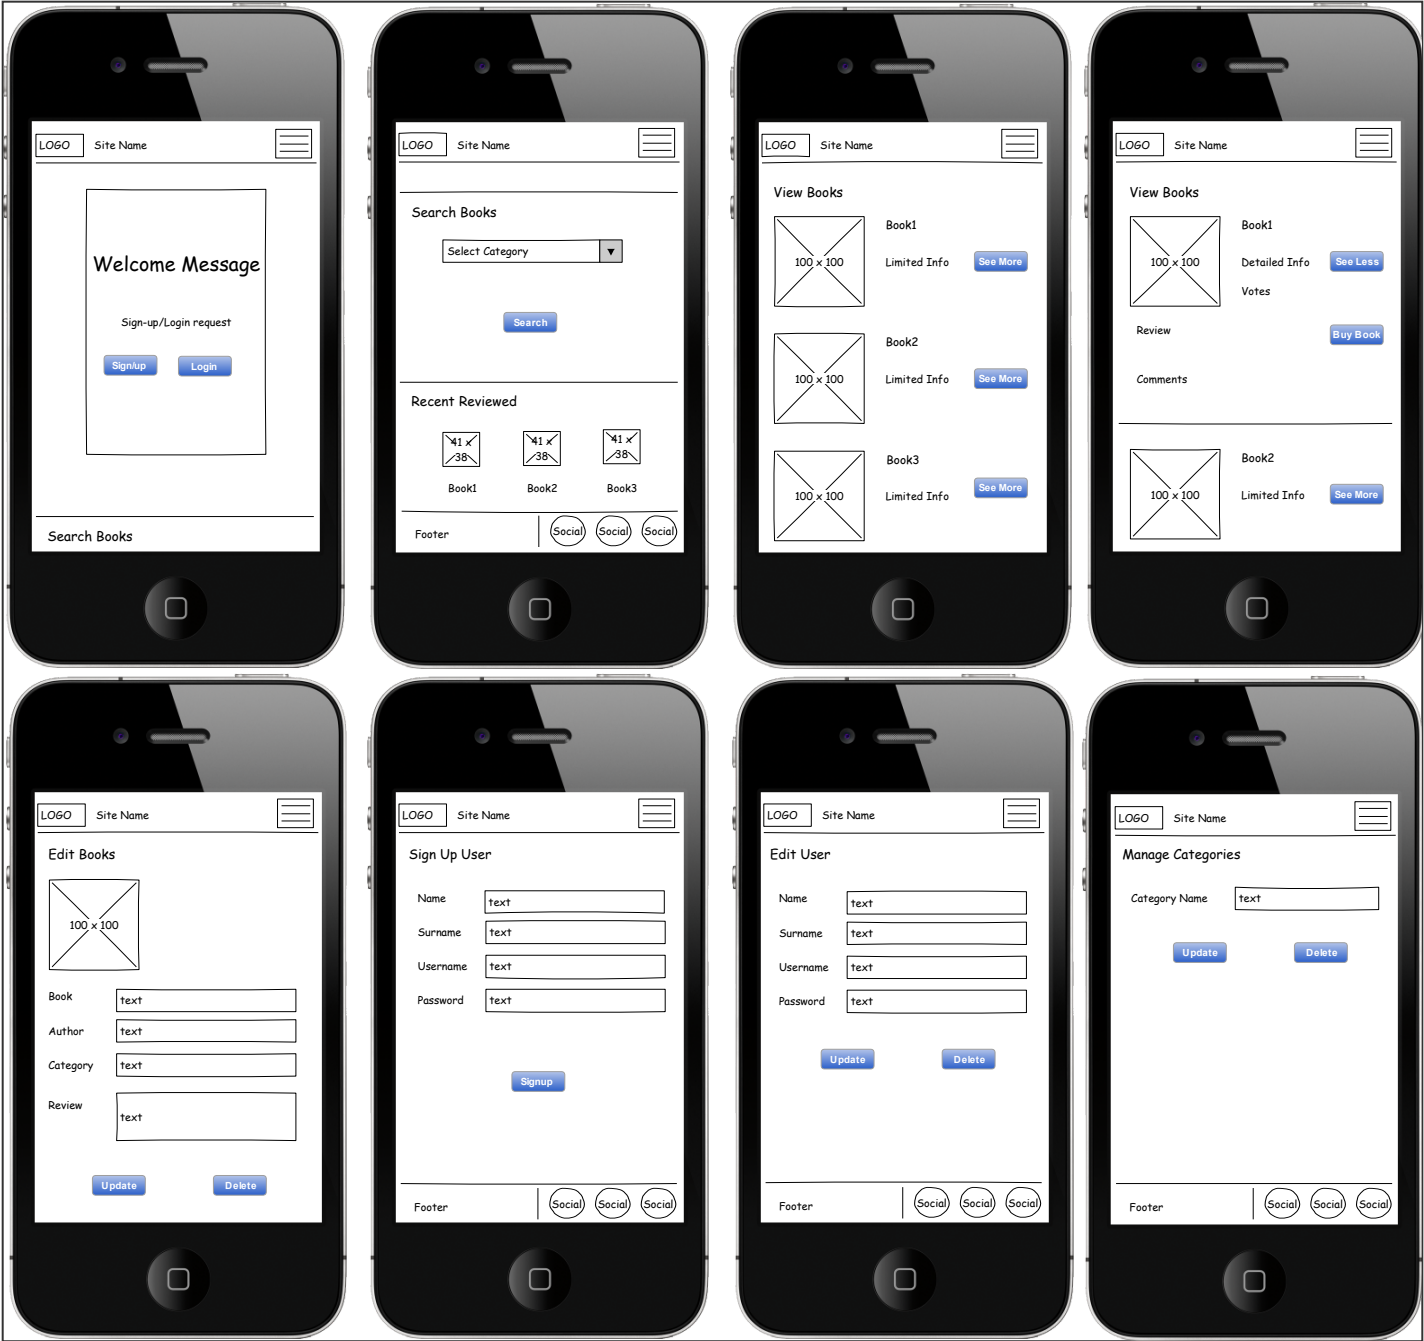 LOGO Site Name
Welcome Message
Sign-up/Login request
Sign/up Login
Search Books
LOGO Site Name
Search Books
Select Category
Search
Recent Reviewed
41 x 38 41 x 38 41 x 38
Book1 Book2 Book3
Footer Social Social Social
LOGO Site Name
View Books
Book1
100 x 100 Limited Info See More
Book2
100 x 100 Limited Info See More
Book3
100 x 100 Limited Info See More
LOGO Site Name
View Books
Book1
100 x 100 Detailed Info See Less
Votes
Review Buy Book
Comments
Book2
100 x 100 Limited Info See More
LOGO Site Name
Edit Books
100 x 100
Book text
Author text
Category text
Review text
Update Delete
LOGO Site Name
Sign Up User
Name text
Surname text
Username text
Password text
Signup
Footer Social Social Social
LOGO Site Name
Edit User
Name text
Surname text
Username text
Password text
Update Delete
Footer Social Social Social
LOGO Site Name
Manage Categories
Category Name text
Update Delete
Footer Social Social Social